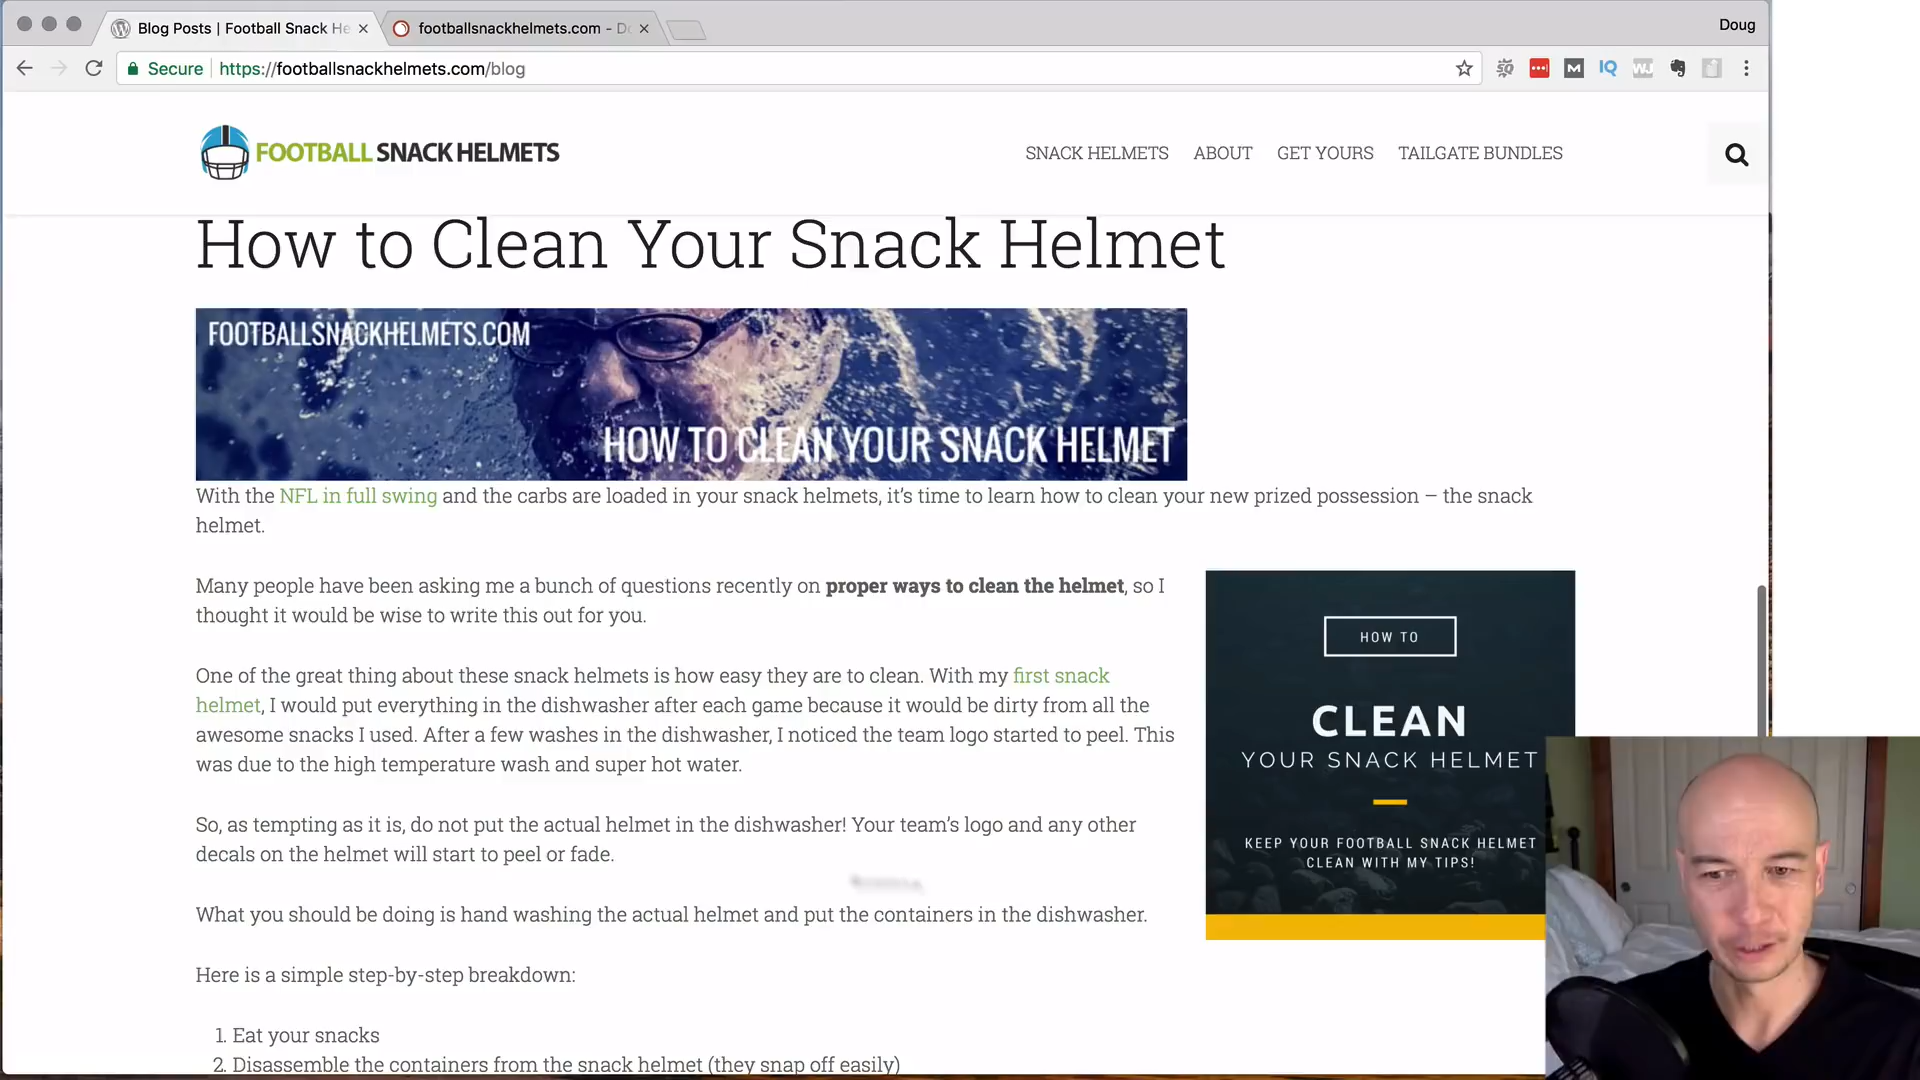 Blog Posts | Football Snack He
footballsnackhelmets.com - Do
Doug
Secure https://footballsnackhelmets.com/blog
FOOTBALL SNACK HELMETS
SNACK HELMETS ABOUT GET YOURS TAILGATE BUNDLES
How to Clean Your Snack Helmet
FOOTBALLSNACKHELMETS.COM
HOW TO CLEAN YOUR SNACK HELMET
With the NFL in full swing and the carbs are loaded in your snack helmets, it's time to learn how to clean your new prized possession – the snack
helmet.
Many people have been asking me a bunch of questions recently on proper ways to clean the helmet, so I
thought it would be wise to write this out for you.
One of the great thing about these snack helmets is how easy they are to clean. With my first snack
helmet, I would put everything in the dishwasher after each game because it would be dirty from all the
awesome snacks I used. After a few washes in the dishwasher, I noticed the team logo started to peel. This
was due to the high temperature wash and super hot water.
So, as tempting as it is, do not put the actual helmet in the dishwasher! Your team's logo and any other
decals on the helmet will start to peel or fade.
What you should be doing is hand washing the actual helmet and put the containers in the dishwasher.
Here is a simple step-by-step breakdown:
1. Eat your snacks
2. Disassemble the containers from the snack helmet (they snap off easily)
HOW TO
CLEAN
YOUR SNACK HELMET
KEEP YOUR FOOTBALL SNACK HELMET
CLEAN WITH MY TIPS!